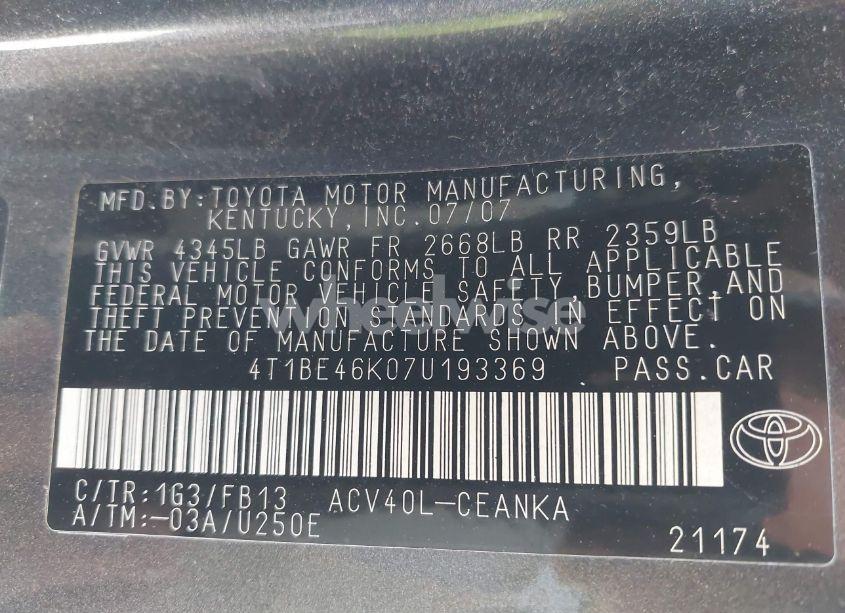 MFD.BY:TOYOTA MOTOR MANUFACTURING,
KENTUCKY,INC.07/07
GVWR 4345LB GAWR FR 2668LB RR 2359LB
THIS VEHICLE CONFORMS TO ALL APPLICABLE
FEDERAL MOTOR VEHICLE SAFETY,BUMPER,AND
THEFT PREVENTION STANDARDS IN EFFECT ON
THE DATE OF MANUFACTURE SHOWN ABOVE.
4T1BE46K07U193369 PASS.CAR
C/TR:1G3/FB13 ACV40L-CEANKA
A/TM:-03A/U250E 21174
wheelwise